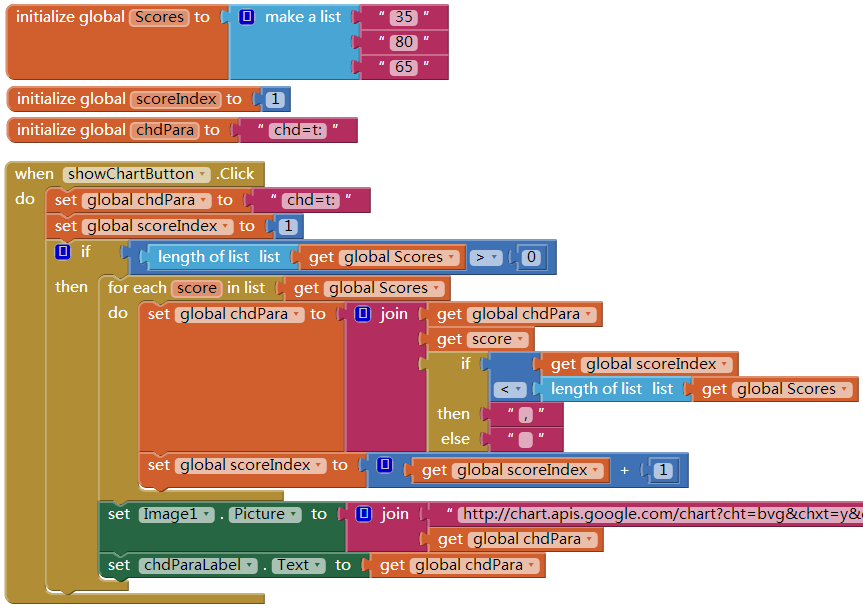 initialize global Scores to make a list " 35 "
" 80 "
" 65 "
initialize global scoreIndex to 1
initialize global chdPara to " chd=t: "
when showChartButton .Click
do set global chdPara to " chd=t: "
set global scoreIndex to 1
if length of list list get global Scores > 0
then for each score in list get global Scores
do set global chdPara to join get global chdPara
get score
if get global scoreIndex
< length of list list get global Scores
then " , "
else " "
set global scoreIndex to get global scoreIndex + 1
set Image1 . Picture to join " http://chart.apis.google.com/chart?cht=bvg&chxt=y&
get global chdPara
set chdParaLabel . Text to get global chdPara